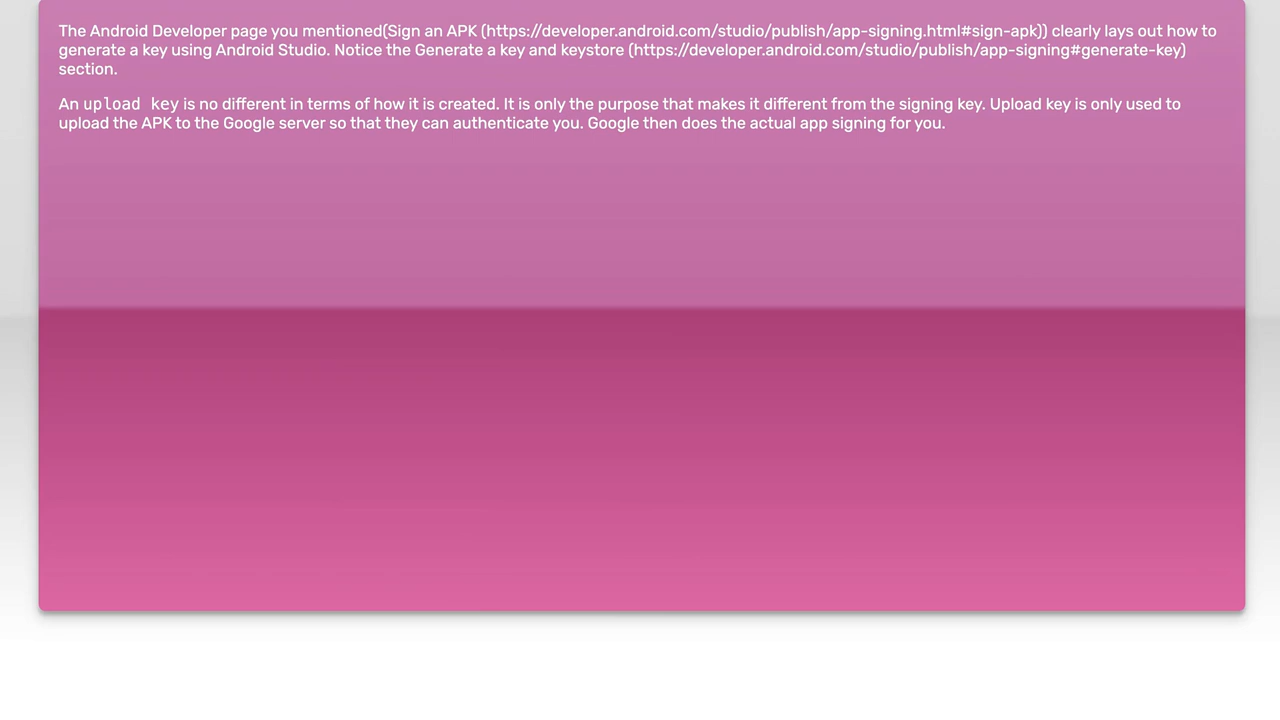 The Android Developer page you mentioned(Sign an APK (https://developer.android.com/studio/publish/app-signing.html#sign-apk)) clearly lays out how to
generate a key using Android Studio. Notice the Generate a key and keystore (https://developer.android.com/studio/publish/app-signing#generate-key)
section.
An upload key is no different in terms of how it is created. It is only the purpose that makes it different from the signing key. Upload key is only used to
upload the APK to the Google server so that they can authenticate you. Google then does the actual app signing for you.